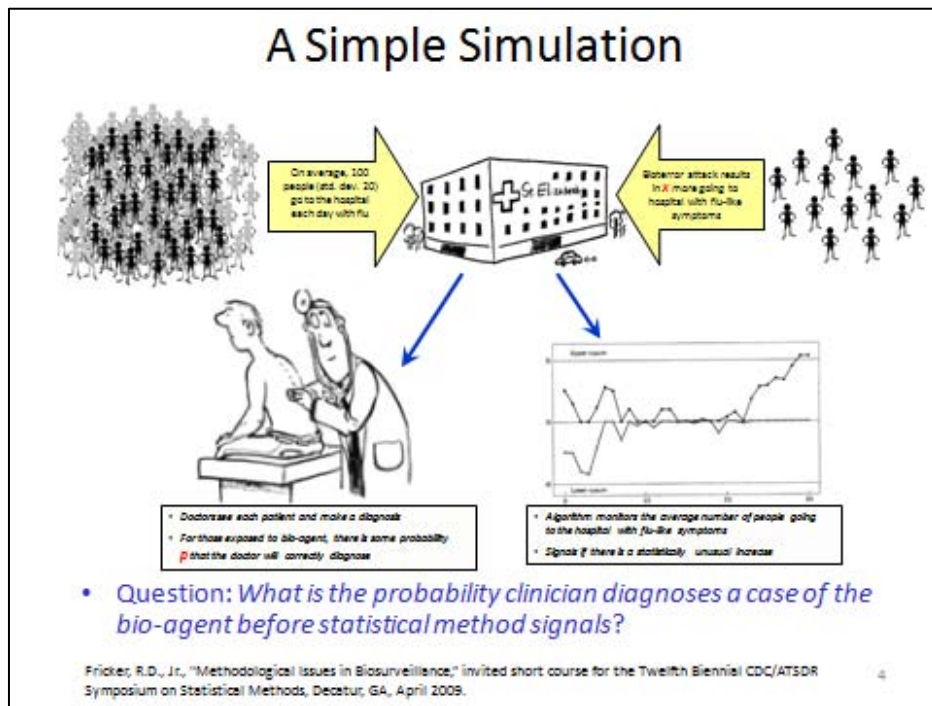 A Simple Simulation
On average, 100
people (std. dev. 20)
go to the hospital
each day with flu
St Elizabeth
Bioterror attack results
in X more going to
hospital with flu-like
symptoms
Upper cusum
Lower cusum
• Doctors see each patient and make a diagnosis
• For those exposed to bio-agent, there is some probability
p that the doctor will correctly diagnose
• Algorithm monitors the average number of people going
to the hospital with flu-like symptoms
• Signals if there is a statistically unusual increase
• Question: What is the probability clinician diagnoses a case of the
bio-agent before statistical method signals?
Fricker, R.D., Jr., "Methodological Issues in Biosurveillance," invited short course for the Twelfth Biennial CDC/ATSDR
Symposium on Statistical Methods, Decatur, GA, April 2009.
4